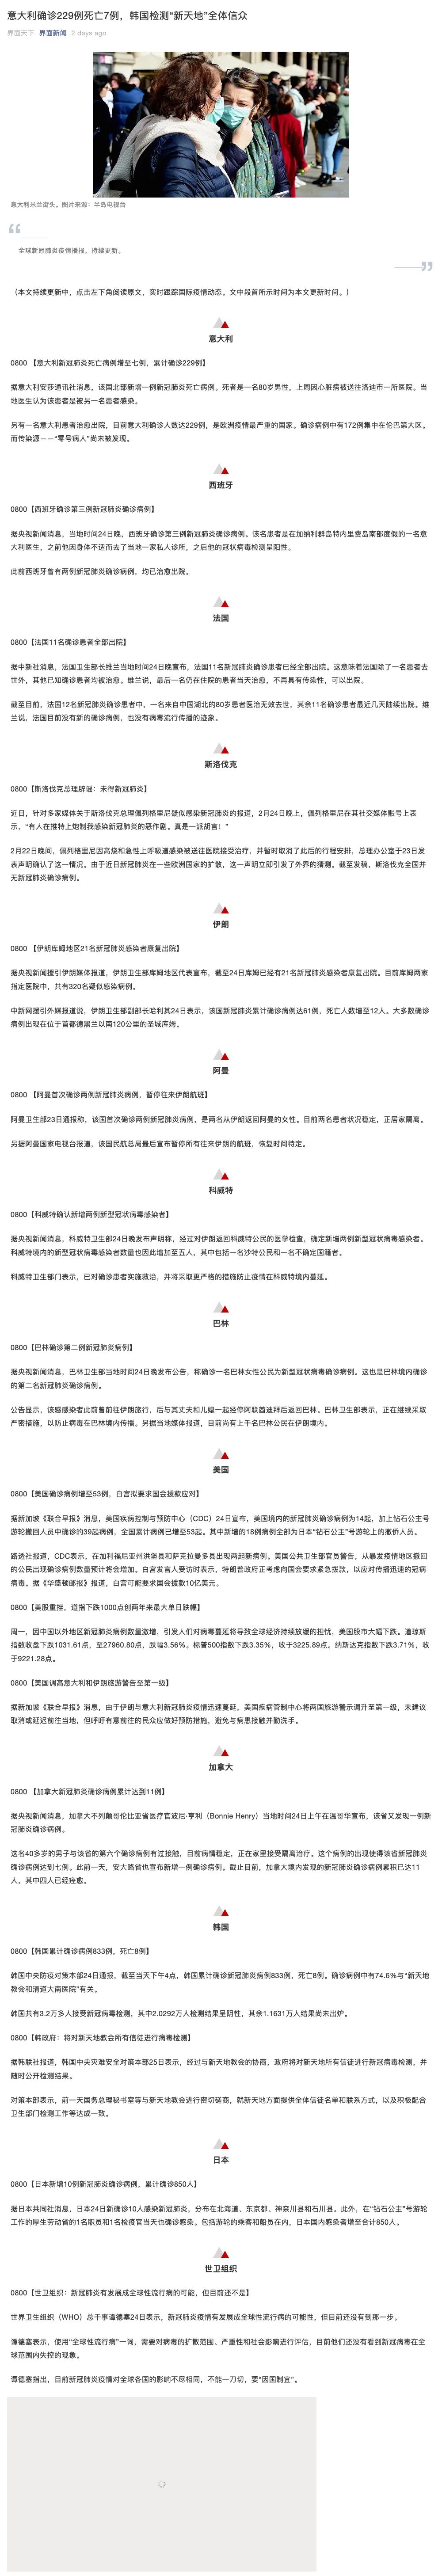 意大利确诊229例死亡7例，韩国检测“新天地”全体信众
界面天下 界面新闻 2 days ago
意大利米兰街头。图片来源：半岛电视台
全球新冠肺炎疫情播报，持续更新。
（本文持续更新中，点击左下角阅读原文，实时跟踪国际疫情动态。文中段首所示时间为本文更新时间。）
意大利
0800 【意大利新冠肺炎死亡病例增至七例，累计确诊229例】
据意大利安莎通讯社消息，该国北部新增一例新冠肺炎死亡病例。死者是一名80岁男性，上周因心脏病被送往洛迪市一所医院。当
地医生认为该患者是被另一名患者感染。
另有一名意大利患者治愈出院，目前意大利确诊人数达229例，是欧洲疫情最严重的国家。确诊病例中有172例集中在伦巴第大区。
而传染源——“零号病人”尚未被发现。
西班牙
0800【西班牙确诊第三例新冠肺炎确诊病例】
据央视新闻消息，当地时间24日晚，西班牙确诊第三例新冠肺炎确诊病例。该名患者是在加纳利群岛特内里费岛南部度假的一名意
大利医生，之前他因身体不适而去了当地一家私人诊所，之后他的冠状病毒检测呈阳性。
此前西班牙曾有两例新冠肺炎确诊病例，均已治愈出院。
法国
0800【法国11名确诊患者全部出院】
据中新社消息，法国卫生部长维兰当地时间24日晚宣布，法国11名新冠肺炎确诊患者已经全部出院。这意味着法国除了一名患者去
世外，其他已知确诊患者均被治愈。维兰说，最后一名仍在住院的患者当天治愈，不再具有传染性，可以出院。
截至目前，法国12名新冠肺炎确诊患者中，一名来自中国湖北的80岁患者医治无效去世，其余11名确诊患者最近几天陆续出院。维
兰说，法国目前没有新的确诊病例，也没有病毒流行传播的迹象。
斯洛伐克
0800【斯洛伐克总理辟谣：未得新冠肺炎】
近日，针对多家媒体关于斯洛伐克总理佩列格里尼疑似感染新冠肺炎的报道，2月24日晚上，佩列格里尼在其社交媒体账号上表
示，“有人在推特上炮制我感染新冠肺炎的恶作剧。真是一派胡言！”
2月22日晚间，佩列格里尼因高烧和急性上呼吸道感染被送往医院接受治疗，并暂时取消了此后的行程安排，总理办公室于23日发
表声明确认了这一情况。由于近日新冠肺炎在一些欧洲国家的扩散，这一声明立即引发了外界的猜测。截至发稿，斯洛伐克全国并
无新冠肺炎确诊病例。
伊朗
0800 【伊朗库姆地区21名新冠肺炎感染者康复出院】
据央视新闻援引伊朗媒体报道，伊朗卫生部库姆地区代表宣布，截至24日库姆已经有21名新冠肺炎感染者康复出院。目前库姆两家
指定医院中，共有320名疑似感染病例。
中新网援引外媒报道说，伊朗卫生部副部长哈利其24日表示，该国新冠肺炎累计确诊病例达61例，死亡人数增至12人。大多数确诊
病例出现在位于首都德黑兰以南120公里的圣城库姆。
阿曼
0800 【阿曼首次确诊两例新冠肺炎病例，暂停往来伊朗航班】
阿曼卫生部23日通报称，该国首次确诊两例新冠肺炎病例，是两名从伊朗返回阿曼的女性。目前两名患者状况稳定，正居家隔离。
另据阿曼国家电视台报道，该国民航总局最后宣布暂停所有往来伊朗的航班，恢复时间待定。
科威特
0800【科威特确认新增两例新型冠状病毒感染者】
据央视新闻消息，科威特卫生部24日晚发布声明称，经过对伊朗返回科威特公民的医学检查，确定新增两例新型冠状病毒感染者。
科威特境内的新型冠状病毒感染者数量也因此增加至五人，其中包括一名沙特公民和一名不确定国籍者。
科威特卫生部门表示，已对确诊患者实施救治，并将采取更严格的措施防止疫情在科威特境内蔓延。
巴林
0800【巴林确诊第二例新冠肺炎病例】
据央视新闻消息，巴林卫生部当地时间24日晚发布公告，称确诊一名巴林女性公民为新型冠状病毒确诊病例。这也是巴林境内确诊
的第二名新冠肺炎确诊病例。
公告显示，该感感染者此前曾前往伊朗旅行，后与其丈夫和儿媳一起经停阿联酋迪拜后返回巴林。巴林卫生部表示，正在继续采取
严密措施，以防止病毒在巴林境内传播。另据当地媒体报道，目前尚有上千名巴林公民在伊朗境内。
美国
0800【美国确诊病例增至53例，白宫拟要求国会拨款应对】
据新加坡《联合早报》消息，美国疾病控制与预防中心（CDC）24日宣布，美国境内的新冠肺炎确诊病例为14起，加上钻石公主号
游轮撤回人员中确诊的39起病例，全国累计病例已增至53起。其中新增的18例病例全部为日本“钻石公主”号游轮上的撤侨人员。
路透社报道，CDC表示，在加利福尼亚州洪堡县和萨克拉曼多县出现两起新病例。美国公共卫生部官员警告，从暴发疫情地区撤回
的公民出现确诊病例数量预计将会增加。白宫发言人受访时表示，特朗普政府正考虑向国会要求紧急拨款，以应对传播迅速的冠病
病毒。据《华盛顿邮报》报道，白宫可能要求国会拨款10亿美元。
0800【美股重挫，道指下跌1000点创两年来最大单日跌幅】
周一，因中国以外地区新冠肺炎病例数量激增，引发人们对病毒蔓延将导致全球经济持续放缓的担忧，美国股市大幅下跌。道琼斯
指数收盘下跌1031.61点，至27960.80点，跌幅3.56%。标普500指数下跌3.35%，收于3225.89点。纳斯达克指数下跌3.71%，收
于9221.28点。
0800【美国调高意大利和伊朗旅游警告至第一级】
据新加坡《联合早报》消息，由于伊朗与意大利新冠肺炎疫情迅速蔓延，美国疾病管制中心将两国旅游警示调升至第一级，未建议
取消或延迟前往当地，但呼吁有意前往的民众应做好预防措施，避免与病患接触并勤洗手。
加拿大
0800 【加拿大新冠肺炎确诊病例累计达到11例】
据央视新闻消息，加拿大不列颠哥伦比亚省医疗官波尼·亨利（Bonnie Henry）当地时间24日上午在温哥华宣布，该省又发现一例新
冠肺炎确诊病例。
这名40多岁的男子与该省的第六个确诊病例有过接触，目前病情稳定，正在家里接受隔离治疗。这个病例的出现使得该省新冠肺炎
确诊病例达到七例。此前一天，安大略省也宣布新增一例确诊病例。截止目前，加拿大境内发现的新冠肺炎确诊病例累积已达11
人，其中四人已经痊愈。
韩国
0800【韩国累计确诊病例833例，死亡8例】
韩国中央防疫对策本部24日通报，截至当天下午4点，韩国累计确诊新冠肺炎病例833例，死亡8例。确诊病例中有74.6%与“新天地
教会和清道大南医院”有关。
韩国共有3.2万多人接受新冠病毒检测，其中2.0292万人检测结果呈阴性，其余1.1631万人结果尚未出炉。
0800【韩政府：将对新天地教会所有信徒进行病毒检测】
据韩联社报道，韩国中央灾难安全对策本部25日表示，经过与新天地教会的协商，政府将对新天地所有信徒进行新冠病毒检测，并
随时公开检测结果。
对策本部表示，前一天国务总理秘书室等与新天地教会进行密切磋商，就新天地方面提供全体信徒名单和联系方式，以及积极配合
卫生部门检测工作等达成一致。
日本
0800【日本新增10例新冠肺炎确诊病例，累计确诊850人】
据日本共同社消息，日本24日新确诊10人感染新冠肺炎，分布在北海道、东京都、神奈川县和石川县。此外，在“钻石公主”号游轮
工作的厚生劳动省的1名职员和1名检疫官当天也确诊感染。包括游轮的乘客和船员在内，日本国内感染者增至合计850人。
世卫组织
0800【世卫组织：新冠肺炎有发展成全球性流行病的可能，但目前还不是】
世界卫生组织（WHO）总干事谭德塞24日表示，新冠肺炎疫情有发展成全球性流行病的可能性，但目前还没有到那一步。
谭德塞表示，使用“全球性流行病”一词，需要对病毒的扩散范围、严重性和社会影响进行评估，目前他们还没有看到新冠病毒在全
球范围内失控的现象。
谭德塞指出，目前新冠肺炎疫情对全球各国的影响不尽相同，不能一刀切，要“因国制宜”。